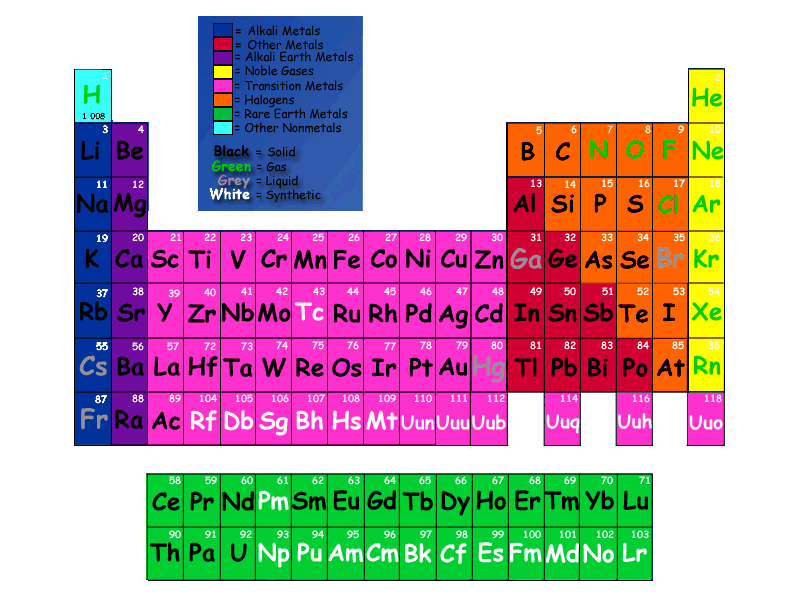 = Alkali Metals
= Other Metals
= Alkali Earth Metals
= Noble Gases
= Transition Metals
= Halogens
= Rare Earth Metals
= Other Nonmetals
Black = Solid
Green = Gas
Grey = Liquid
White = Synthetic
1 2
H He
1 008
3 4 5 6 7 8 9 10
Li Be B C N O F Ne
11 12 13 14 15 16 17 18
Na Mg Al Si P S Cl Ar
19 20 21 22 23 24 25 26 27 28 29 30 31 32 33 34 35 36
K Ca Sc Ti V Cr Mn Fe Co Ni Cu Zn Ga Ge As Se Br Kr
37 38 39 40 41 42 43 44 45 46 47 48 49 50 51 52 53 54
Rb Sr Y Zr Nb Mo Tc Ru Rh Pd Ag Cd In Sn Sb Te I Xe
55 56 57 72 73 74 75 76 77 78 79 80 81 82 83 84 85 86
Cs Ba La Hf Ta W Re Os Ir Pt Au Hg Tl Pb Bi Po At Rn
87 88 89 104 105 106 107 108 109 110 111 112 114 116 118
Fr Ra Ac Rf Db Sg Bh Hs Mt Uun Uuu Uub Uuq Uuh Uuo
58 59 60 61 62 63 64 65 66 67 68 69 70 71
Ce Pr Nd Pm Sm Eu Gd Tb Dy Ho Er Tm Yb Lu
90 91 92 93 94 95 96 97 98 99 100 101 102 103
Th Pa U Np Pu Am Cm Bk Cf Es Fm Md No Lr